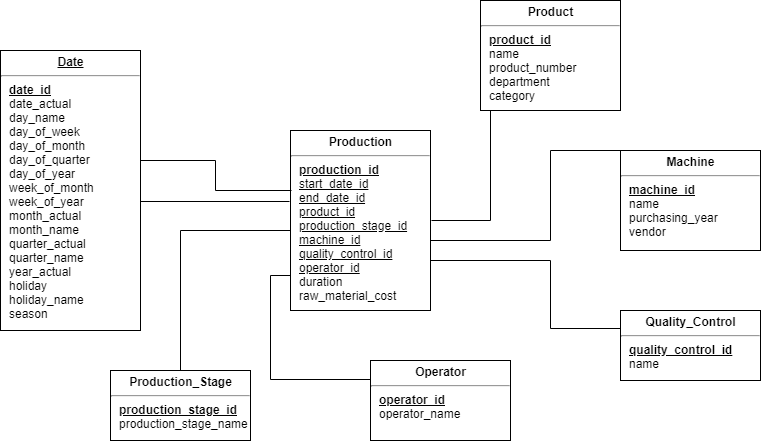 Product
product_id
name
product_number
department
category
Date
date_id
date_actual
day_name
day_of_week
day_of_month
day_of_quarter
day_of_year
week_of_month
week_of_year
month_actual
month_name
quarter_actual
quarter_name
year_actual
holiday
holiday_name
season
Production
production_id
start_date_id
end_date_id
product_id
production_stage_id
machine_id
quality_control_id
operator_id
duration
raw_material_cost
Machine
machine_id
name
purchasing_year
vendor
Quality_Control
quality_control_id
name
Production_Stage
production_stage_id
production_stage_name
Operator
operator_id
operator_name